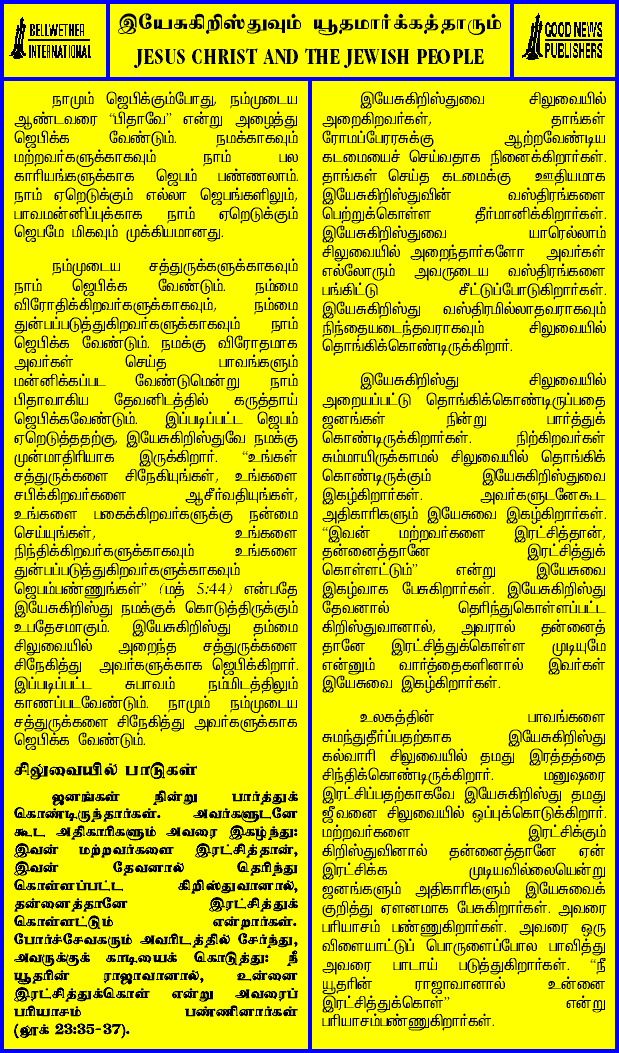 BELLWETHER
INTERNATIONAL
இயேசுகிறிஸ்துவும் யூதமார்க்கத்தாரும்
JESUS CHRIST AND THE JEWISH PEOPLE
GOOD NEWS
PUBLISHERS
நாமும் ஜெபிக்கும்போது, நம்முடைய
ஆண்டவரை “பிதாவே” என்று அழைத்து
ஜெபிக்க வேண்டும். நமக்காகவும்
மற்றவர்களுக்காகவும் நாம் பல
காரியங்களுக்காக ஜெபம் பண்ணலாம்.
நாம் ஏறெடுக்கும் எல்லா ஜெபங்களிலும்,
பாவமன்னிப்புக்காக நாம் ஏறெடுக்கும்
ஜெபமே மிகவும் முக்கியமானது.
நம்முடைய சத்துருக்களுக்காகவும்
நாம் ஜெபிக்க வேண்டும். நம்மை
விரோதிக்கிறவர்களுக்காகவும், நம்மை
துன்பப்படுத்துகிறவர்களுக்காகவும் நாம்
ஜெபிக்க வேண்டும். நமக்கு விரோதமாக
அவர்கள் செய்த பாவங்களும்
மன்னிக்கப்பட வேண்டுமென்று நாம்
பிதாவாகிய தேவனிடத்தில் கருத்தாய்
ஜெபிக்கவேண்டும். இப்படிப்பட்ட ஜெபம்
ஏறெடுத்ததற்கு, இயேசுகிறிஸ்துவே நமக்கு
முன்மாதிரியாக இருக்கிறார். “உங்கள்
சத்துருக்களை சிநேகியுங்கள், உங்களை
சபிக்கிறவர்களை ஆசீர்வதியுங்கள்,
உங்களை பகைக்கிறவர்களுக்கு நன்மை
செய்யுங்கள், உங்களை
நிந்திக்கிறவர்களுக்காகவும் உங்களை
துன்பப்படுத்துகிறவர்களுக்காகவும்
ஜெபம்பண்ணுங்கள்” (மத் 5:44) என்பதே
இயேசுகிறிஸ்து நமக்குக் கொடுத்திருக்கும்
உபதேசமாகும். இயேசுகிறிஸ்து தம்மை
சிலுவையில் அறைந்த சத்துருக்களை
சிநேகித்து அவர்களுக்காக ஜெபிக்கிறார்.
இப்படிப்பட்ட சுபாவம் நம்மிடத்திலும்
காணப்படவேண்டும். நாமும் நம்முடைய
சத்துருக்களை சிநேகித்து அவர்களுக்காக
ஜெபிக்க வேண்டும்.
சிலுவையில் பாடுகள்
ஜனங்கள் நின்று பார்த்துக்
கொண்டிருந்தார்கள். அவர்களுடனே
கூட அதிகாரிகளும் அவரை இகழ்ந்து:
இவன் மற்றவர்களை இரட்சித்தான்,
இவன் தேவனால் தெரிந்து
கொள்ளப்பட்ட கிறிஸ்துவானால்,
தன்னைத்தானே இரட்சித்துக்
கொள்ளட்டும் என்றார்கள்.
போர்ச்சேவகரும் அவரிடத்தில் சேர்ந்து,
அவருக்குக் காடியைக் கொடுத்து: நீ
யூதரின் ராஜாவானால், உன்னை
இரட்சித்துக்கொள் என்று அவரைப்
பரியாசம் பண்ணினார்கள்
(லூக் 23:35-37).
இயேசுகிறிஸ்துவை சிலுவையில்
அறைகிறவர்கள், தாங்கள்
ரோமப்பேரரசுக்கு ஆற்றவேண்டிய
கடமையைச் செய்வதாக நினைக்கிறார்கள்.
தாங்கள் செய்த கடமைக்கு ஊதியமாக
இயேசுகிறிஸ்துவின் வஸ்திரங்களை
பெற்றுக்கொள்ள தீர்மானிக்கிறார்கள்.
இயேசுகிறிஸ்துவை யாரெல்லாம்
சிலுவையில் அறைந்தார்களோ அவர்கள்
எல்லோரும் அவருடைய வஸ்திரங்களை
பங்கிட்டு சீட்டுப்போடுகிறார்கள்.
இயேசுகிறிஸ்து வஸ்திரமில்லாதவராகவும்
நிந்தையடைந்தவராகவும் சிலுவையில்
தொங்கிக்கொண்டிருக்கிறார்.
இயேசுகிறிஸ்து சிலுவையில்
அறையப்பட்டு தொங்கிக்கொண்டிருப்பதை
ஜனங்கள் நின்று பார்த்துக்
கொண்டிருக்கிறார்கள். நிற்கிறவர்கள்
சும்மாயிருக்காமல் சிலுவையில் தொங்கிக்
கொண்டிருக்கும் இயேசுகிறிஸ்துவை
இகழ்கிறார்கள். அவர்களுடனேகூட
அதிகாரிகளும் இயேசுவை இகழ்கிறார்கள்.
“இவன் மற்றவர்களை இரட்சித்தான்,
தன்னைத்தானே இரட்சித்துக்
கொள்ளட்டும்” என்று இயேசுவை
இகழ்வாக பேசுகிறார்கள். இயேசுகிறிஸ்து
தேவனால் தெரிந்துகொள்ளப்பட்ட
கிறிஸ்துவானால், அவரால் தன்னைத்
தானே இரட்சித்துக்கொள்ள முடியுமே
என்னும் வார்த்தைகளினால் இவர்கள்
இயேசுவை இகழ்கிறார்கள்.
உலகத்தின் பாவங்களை
சுமந்துதீர்ப்பதற்காக இயேசுகிறிஸ்து
கல்வாரி சிலுவையில் தமது இரத்தத்தை
சிந்திக்கொண்டிருக்கிறார். மனுஷரை
இரட்சிப்பதற்காகவே இயேசுகிறிஸ்து தமது
ஜீவனை சிலுவையில் ஒப்புக்கொடுக்கிறார்.
மற்றவர்களை இரட்சிக்கும்
கிறிஸ்துவினால் தன்னைத்தானே ஏன்
இரட்சிக்க முடியவில்லையென்று
ஜனங்களும் அதிகாரிகளும் இயேசுவைக்
குறித்து ஏளனமாக பேசுகிறார்கள். அவரை
பரியாசம் பண்ணுகிறார்கள். அவரை ஒரு
விளையாட்டுப் பொருளைப்போல பாவித்து
அவரை பாடாய் படுத்துகிறார்கள். “நீ
யூதரின் ராஜாவானால் உன்னை
இரட்சித்துக்கொள்” என்று
பரியாசம்பண்ணுகிறார்கள்.